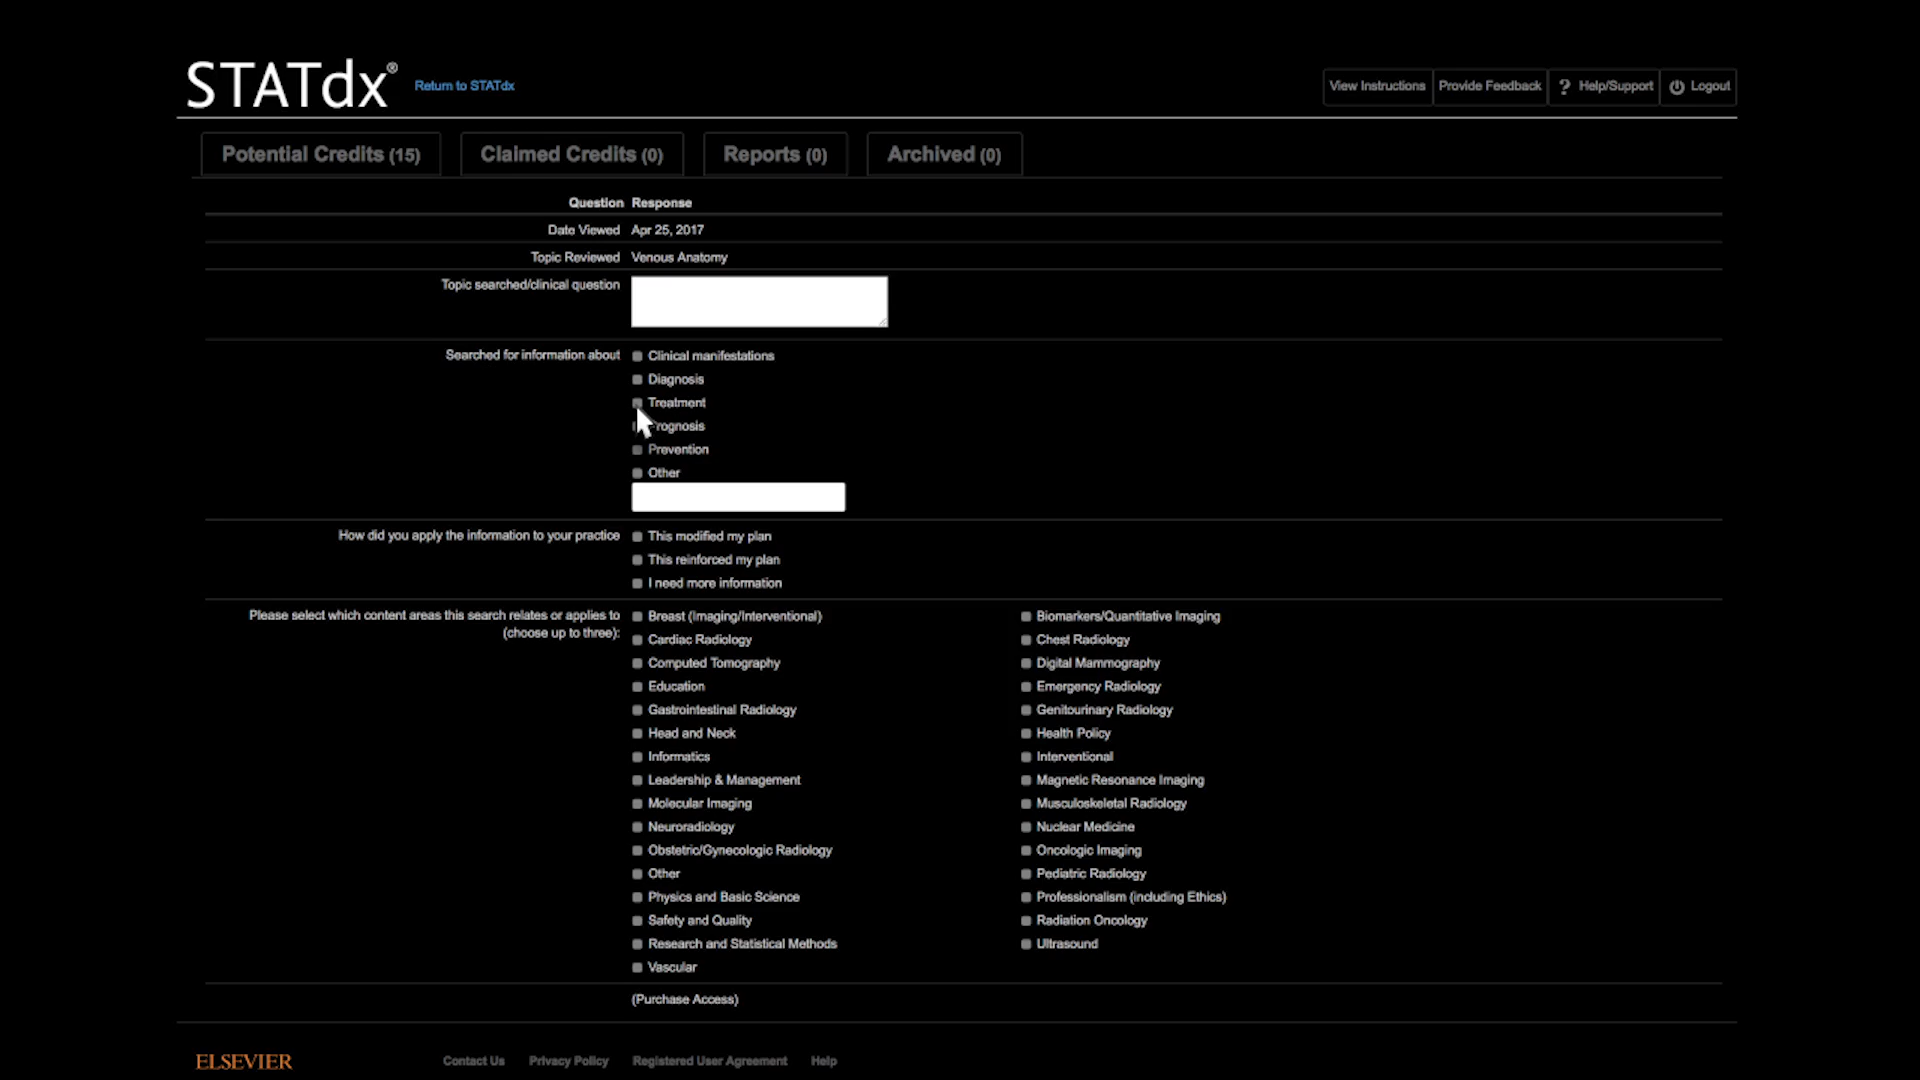 STATdx® Return to STATdx View Instructions Provide Feedback ? Help/Support Logout
Potential Credits (15) Claimed Credits (0) Reports (0) Archived (0)
Question Response
Date Viewed Apr 25, 2017
Topic Reviewed Venous Anatomy
Topic searched/clinical question
Searched for information about Clinical manifestations
Diagnosis
Treatment
rognosis
Prevention
Other
How did you apply the information to your practice This modified my plan
This reinforced my plan
I need more information
Please select which content areas this search relates or applies to Breast (Imaging/Interventional) Biomarkers/Quantitative Imaging
(choose up to three): Cardiac Radiology Chest Radiology
Computed Tomography Digital Mammography
Education Emergency Radiology
Gastrointestinal Radiology Genitourinary Radiology
Head and Neck Health Policy
Informatics Interventional
Leadership & Management Magnetic Resonance Imaging
Molecular Imaging Musculoskeletal Radiology
Neuroradiology Nuclear Medicine
Obstetric/Gynecologic Radiology Oncologic Imaging
Other Pediatric Radiology
Physics and Basic Science Professionalism (including Ethics)
Safety and Quality Radiation Oncology
Research and Statistical Methods Ultrasound
Vascular
(Purchase Access)
ELSEVIER Contact Us Privacy Policy Registered User Agreement Help